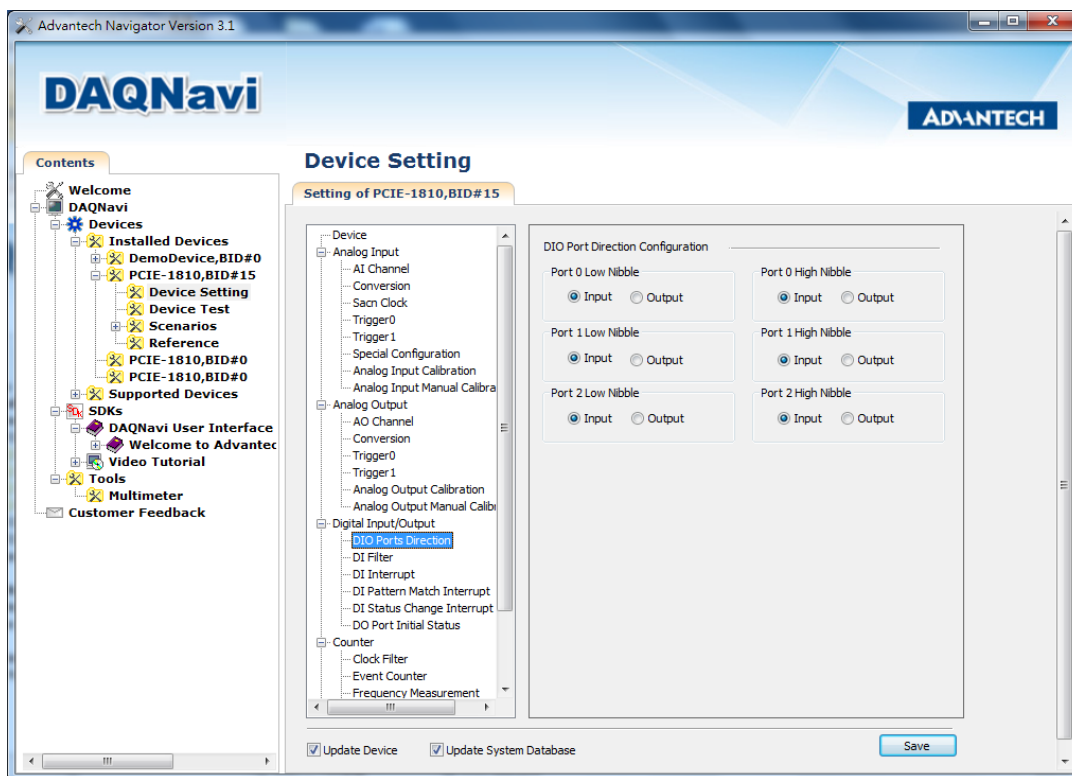 Advantech Navigator Version 3.1
DAQNavi
ADVANTECH
Contents
Welcome
DAQNavi
Devices
Installed Devices
DemoDevice,BID#0
PCIE-1810,BID#15
Device Setting
Device Test
Scenarios
Reference
PCIE-1810,BID#0
PCIE-1810,BID#0
Supported Devices
SDKs
DAQNavi User Interface
Welcome to Advantec
Video Tutorial
Tools
Multimeter
Customer Feedback
Device Setting
Setting of PCIE-1810,BID#15
Device
Analog Input
AI Channel
Conversion
Sacn Clock
Trigger0
Trigger1
Special Configuration
Analog Input Calibration
Analog Input Manual Calibra
Analog Output
AO Channel
Conversion
Trigger0
Trigger1
Analog Output Calibration
Analog Output Manual Calib
Digital Input/Output
DIO Ports Direction
DI Filter
DI Interrupt
DI Pattern Match Interrupt
DI Status Change Interrupt
DO Port Initial Status
Counter
Clock Filter
Event Counter
Frequency Measurement
DIO Port Direction Configuration
Port 0 Low Nibble
Input Output
Port 0 High Nibble
Input Output
Port 1 Low Nibble
Input Output
Port 1 High Nibble
Input Output
Port 2 Low Nibble
Input Output
Port 2 High Nibble
Input Output
Update Device
Update System Database
Save